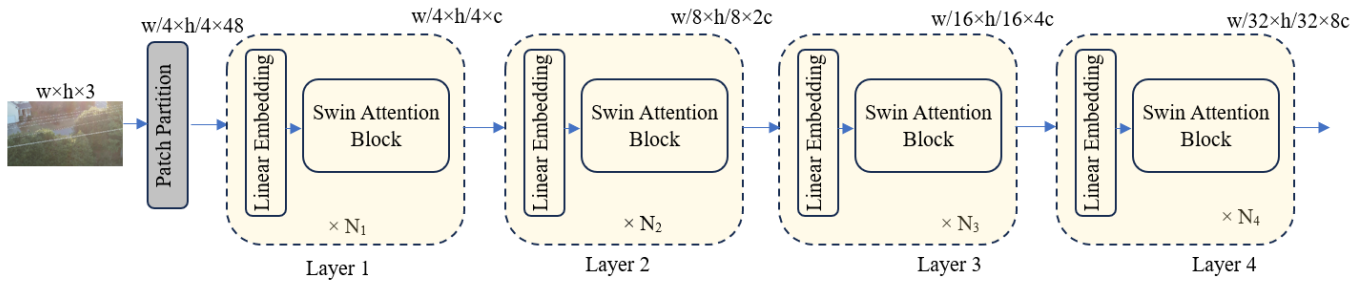 w/4×h/4×48
w/4×h/4×c
w/8×h/8×2c
w/16×h/16×4c
w/32×h/32×8c
w×h×3
Patch Partition
Linear Embedding
Swin Attention
Block
× N₁
Layer 1
Linear Embedding
Swin Attention
Block
× N₂
Layer 2
Linear Embedding
Swin Attention
Block
× N₃
Layer 3
Linear Embedding
Swin Attention
Block
× N₄
Layer 4